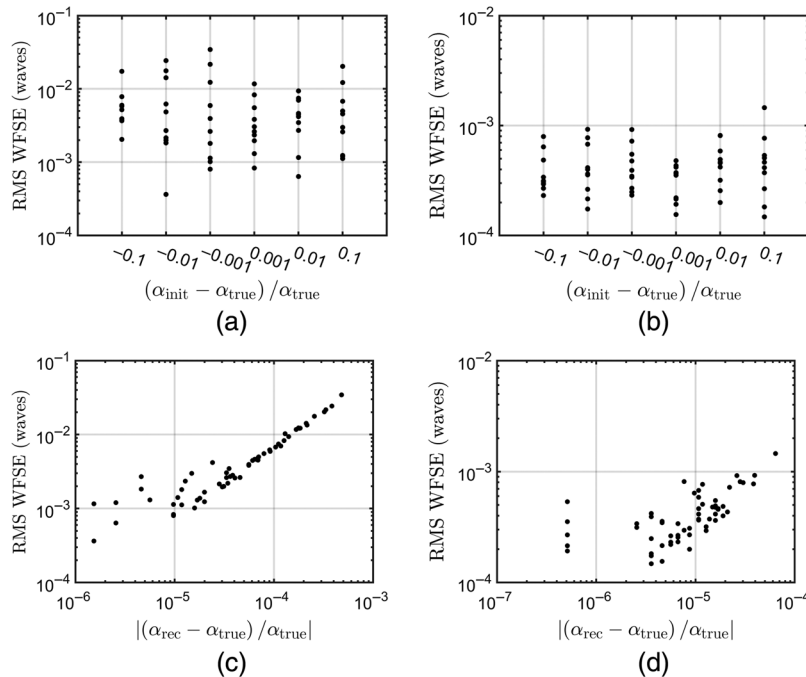 10⁻¹
10⁻²
10⁻³
10⁻⁴
RMS WFSE (waves)
−0.1
−0.01
−0.001
0.001
0.01
0.1
(α_init − α_true) / α_true
(a)
10⁻²
10⁻³
10⁻⁴
RMS WFSE (waves)
−0.1
−0.01
−0.001
0.001
0.01
0.1
(α_init − α_true) / α_true
(b)
10⁻¹
10⁻²
10⁻³
10⁻⁴
RMS WFSE (waves)
10⁻⁶
10⁻⁵
10⁻⁴
10⁻³
|(α_rec − α_true) / α_true|
(c)
10⁻²
10⁻³
10⁻⁴
RMS WFSE (waves)
10⁻⁷
10⁻⁶
10⁻⁵
10⁻⁴
|(α_rec − α_true) / α_true|
(d)